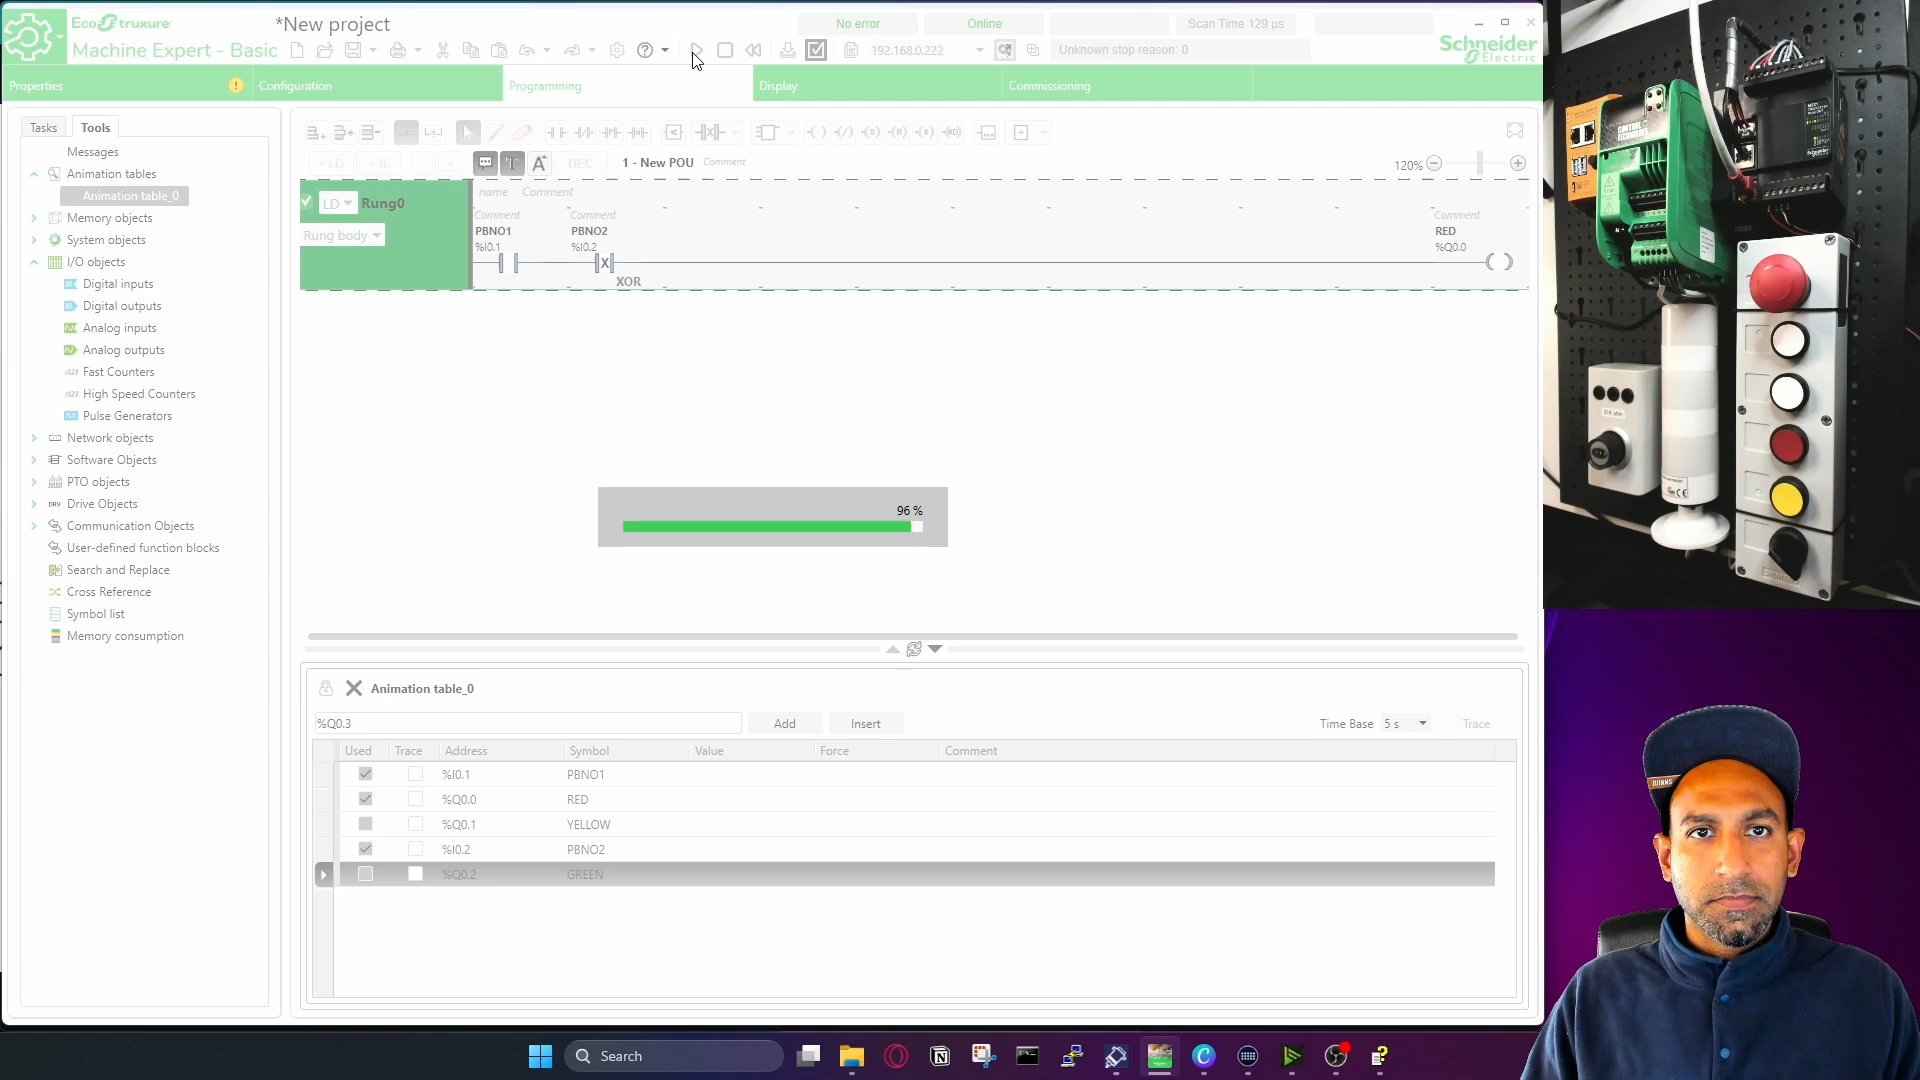 EcoStruxure
Machine Expert - Basic
*New project
No error
Online
Scan Time 129 µs
192.168.0.222
Unknown stop reason: 0
Schneider
Electric
Properties
Configuration
Programming
Display
Commissioning
Tasks
Tools
Messages
Animation tables
Animation table_0
Memory objects
System objects
I/O objects
Digital inputs
Digital outputs
Analog inputs
Analog outputs
Fast Counters
High Speed Counters
Pulse Generators
Network objects
Software Objects
PTO objects
Drive Objects
Communication Objects
User-defined function blocks
Search and Replace
Cross Reference
Symbol list
Memory consumption
> LD
> IL
DEC
1 - New POU
Comment
120%
LD
Rung0
name
Comment
Rung body
Comment
PBNO1
%I0.1
Comment
PBNO2
%I0.2
XOR
Comment
RED
%Q0.0
96 %
Animation table_0
%Q0.3
Add
Insert
Time Base
5 s
Trace
Used
Trace
Address
Symbol
Value
Force
Comment
%I0.1
PBNO1
%Q0.0
RED
%Q0.1
YELLOW
%I0.2
PBNO2
%Q0.2
GREEN
Search
10 K ohm
DJINNS